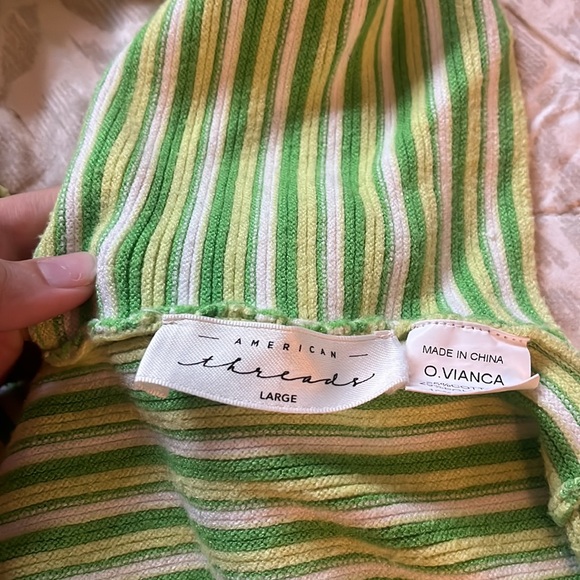 — AMERICAN —
threads
LARGE
MADE IN CHINA
O.VIANCA